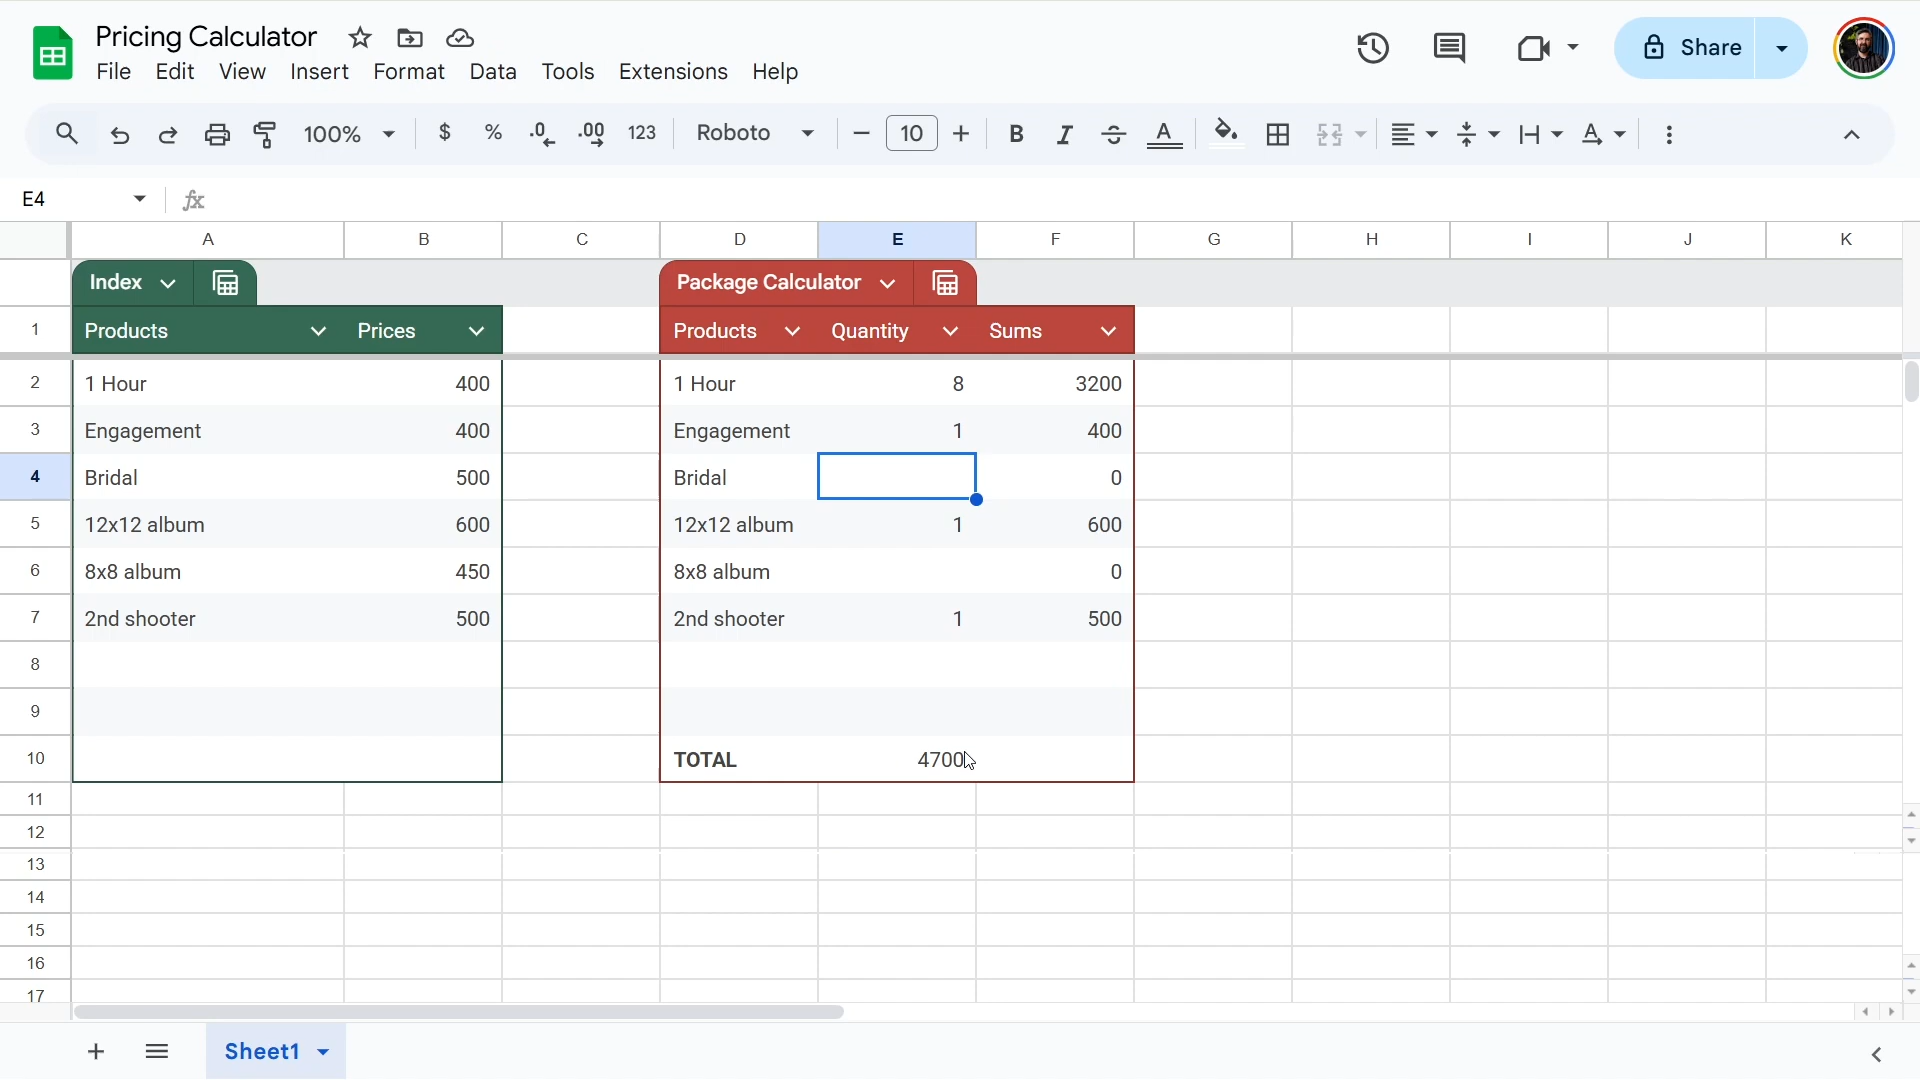 Pricing Calculator
File Edit View Insert Format Data Tools Extensions Help
Share
100% $ % .0 .00 123 Roboto 10 B I S A A
E4 fx
A B C D E F G H I J K
Index Package Calculator
1 Products Prices Products Quantity Sums
2 1 Hour 400 1 Hour 8 3200
3 Engagement 400 Engagement 1 400
4 Bridal 500 Bridal 0
5 12x12 album 600 12x12 album 1 600
6 8x8 album 450 8x8 album 0
7 2nd shooter 500 2nd shooter 1 500
8
9
10 TOTAL 4700
11
12
13
14
15
16
17
Sheet1